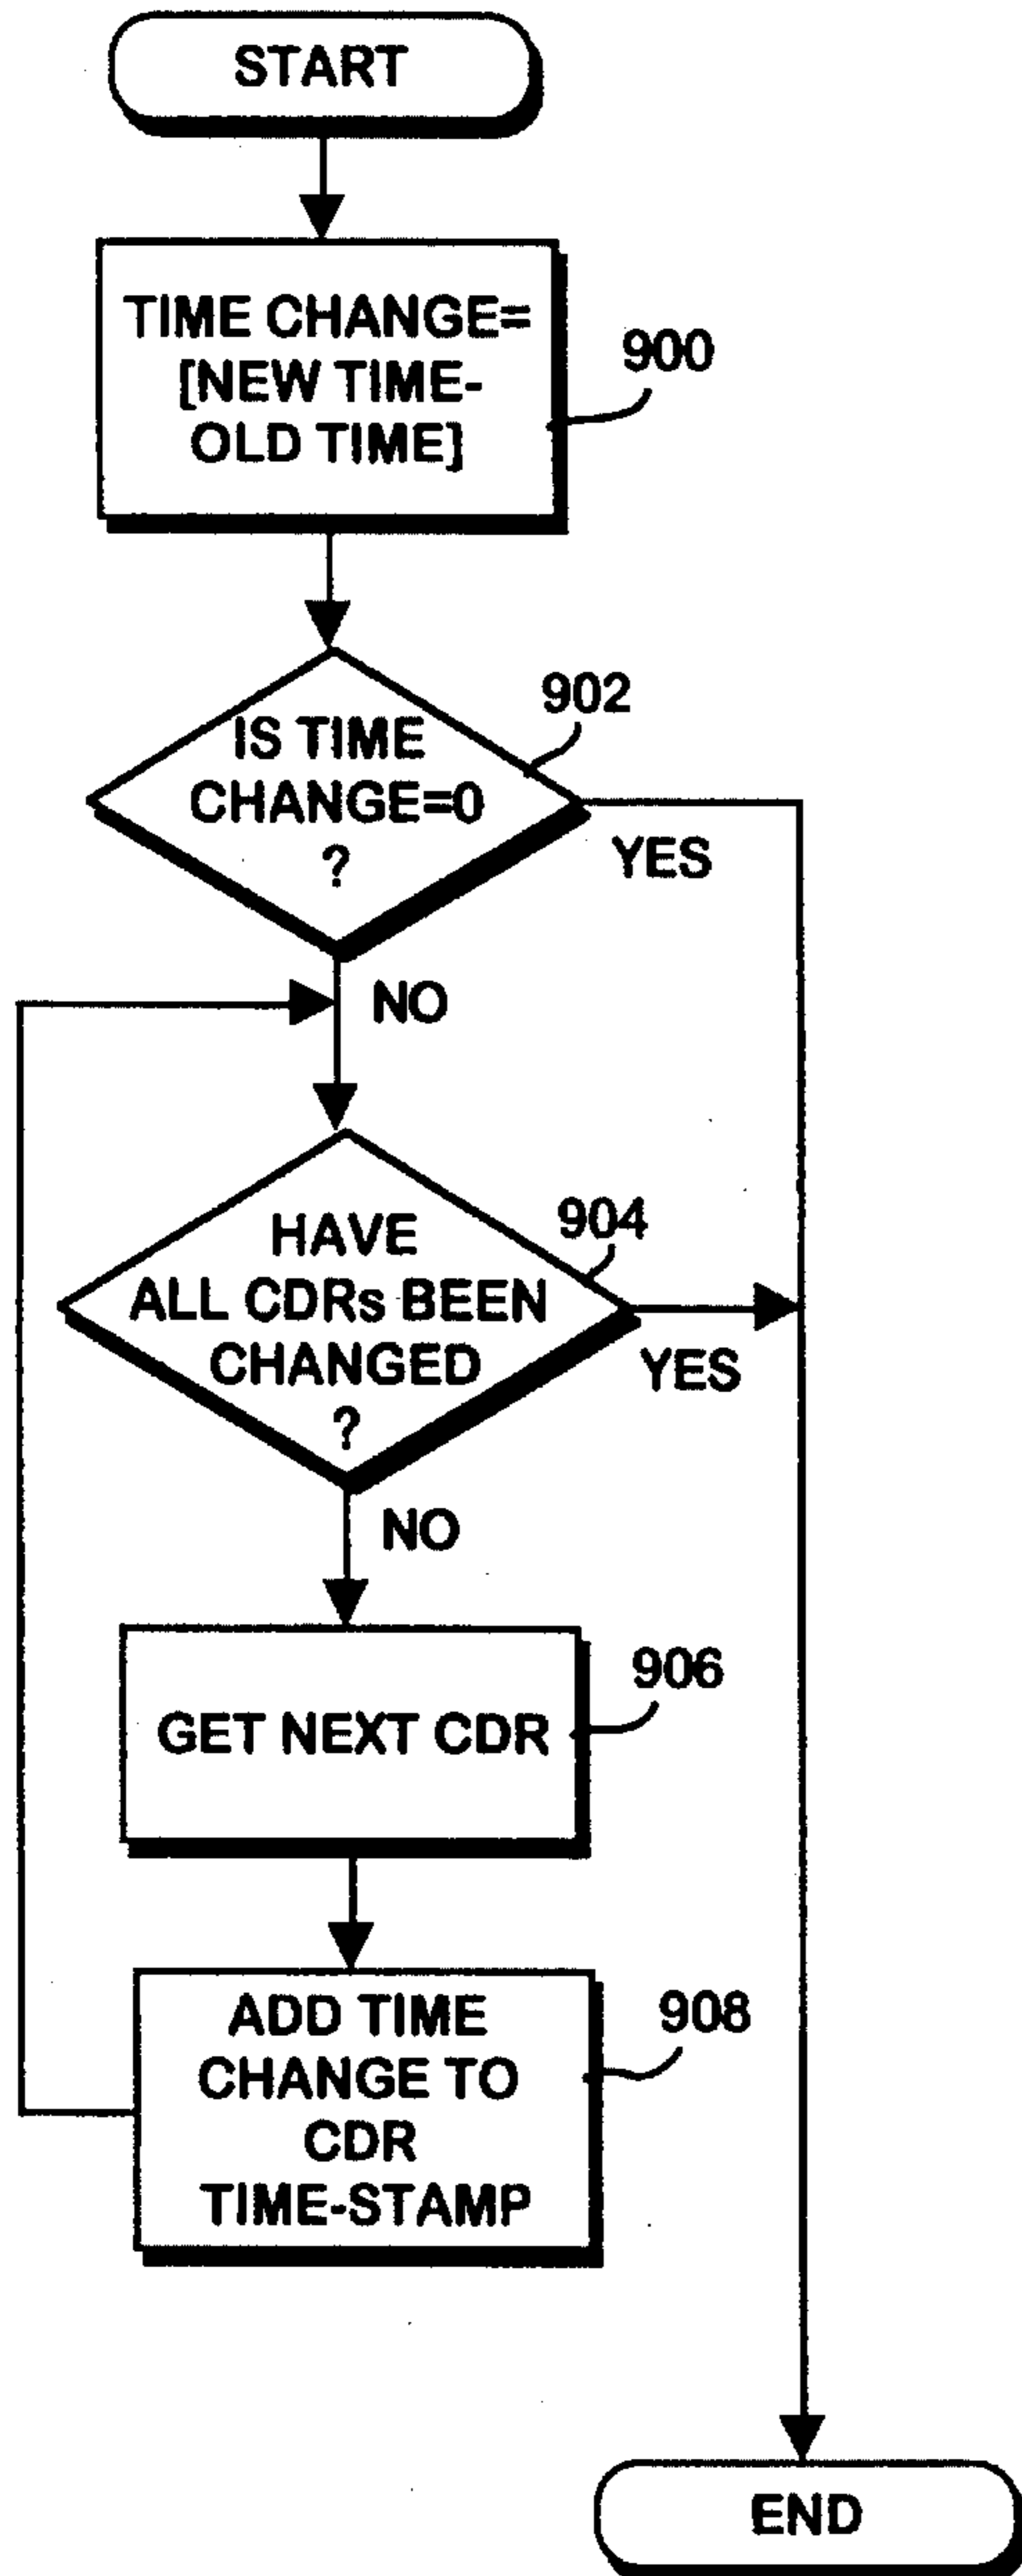 START
TIME CHANGE=
[NEW TIME-
OLD TIME]
900
902
IS TIME
CHANGE=0
?
YES
NO
904
HAVE
ALL CDRs BEEN
CHANGED
?
YES
NO
906
GET NEXT CDR
908
ADD TIME
CHANGE TO
CDR
TIME-STAMP
END